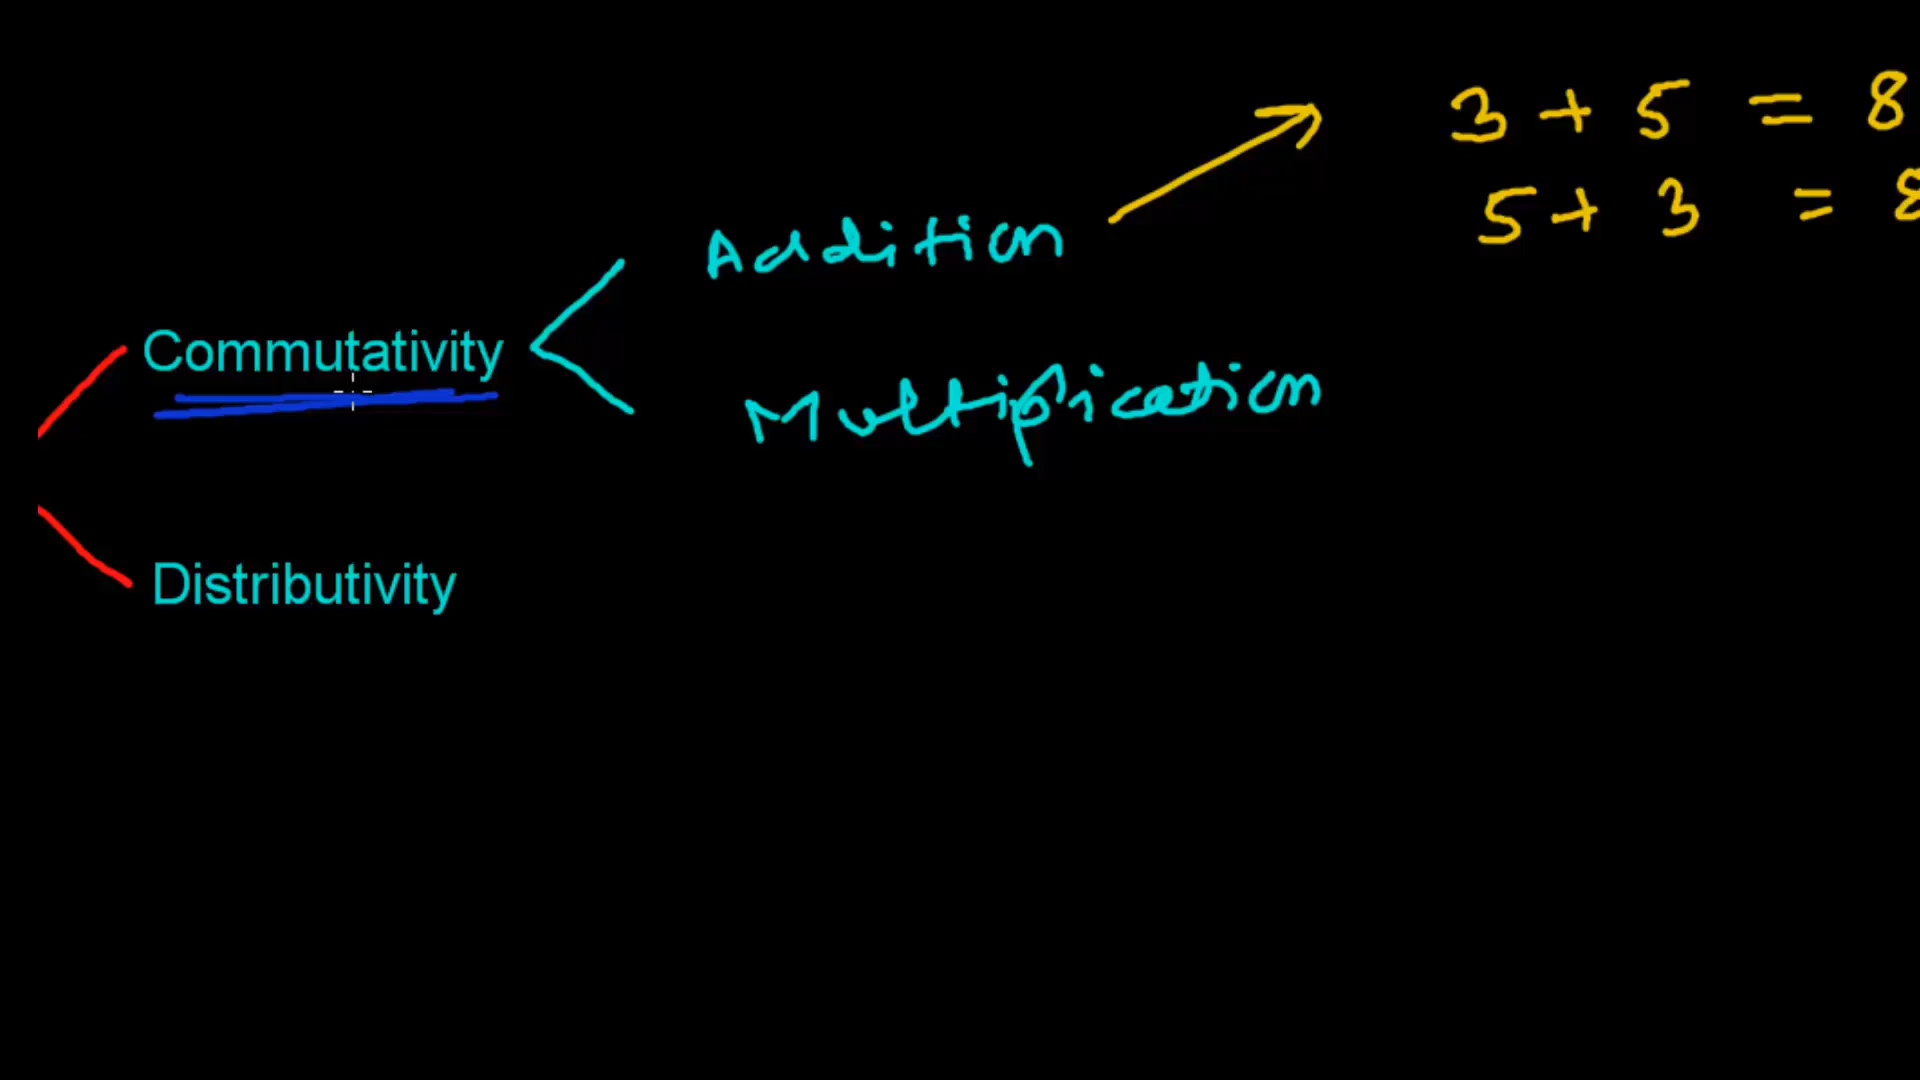 3 + 5 = 8
5 + 3 = 8
Addition
Commutativity
Multiplication
Distributivity